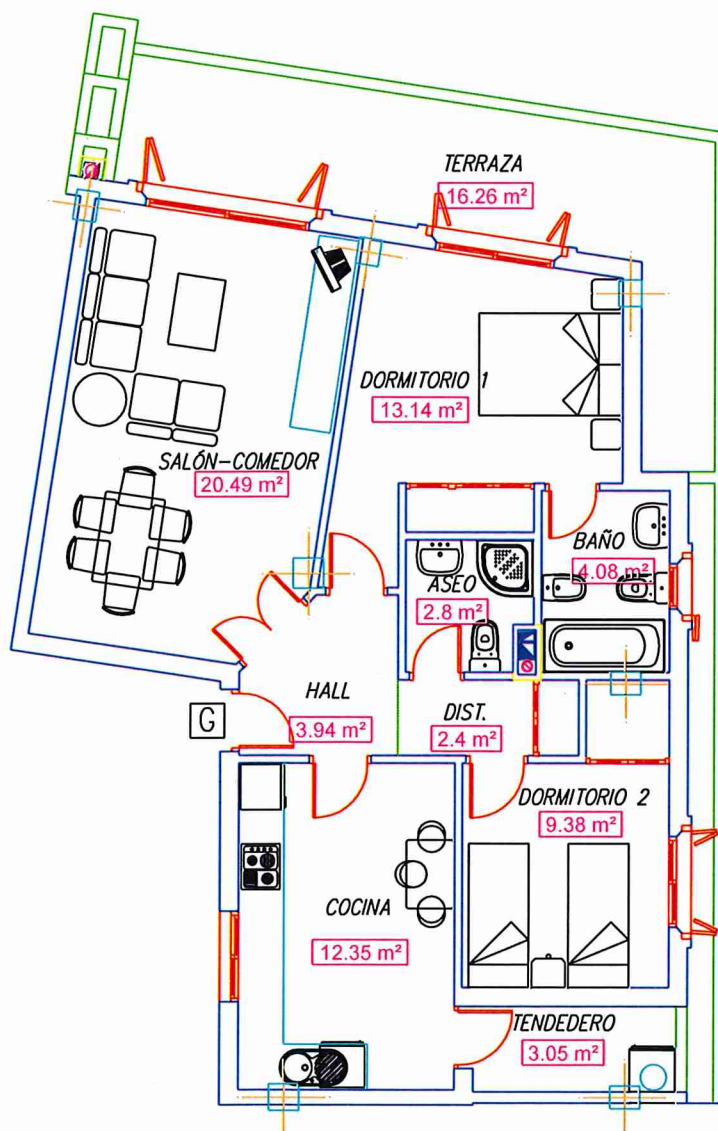 TERRAZA
16.26 m²
DORMITORIO 1
13.14 m²
SALÓN-COMEDOR
20.49 m²
BAÑO
4.08 m²
ASEO
2.8 m²
HALL
3.94 m²
G
DIST.
2.4 m²
DORMITORIO 2
9.38 m²
COCINA
12.35 m²
TENDEDERO
3.05 m²